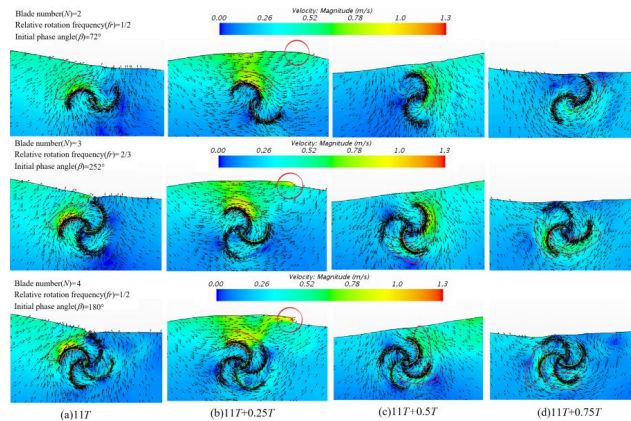 Blade number(N)=2
Relative rotation frequency(fr)=1/2
Initial phase angle(β)=72°
Velocity: Magnitude (m/s)
0.00 0.26 0.52 0.78 1.0 1.3
Velocity: Magnitude (m/s)
0.00 0.26 0.52 0.78 1.0 1.3
Blade number(N)=3
Relative rotation frequency(fr)=2/3
Initial phase angle(β)=252°
Velocity: Magnitude (m/s)
0.00 0.26 0.52 0.78 1.0 1.3
Blade number(N)=4
Relative rotation frequency(fr)=1/2
Initial phase angle(β)=180°
(a)11T
(b)11T+0.25T
(c)11T+0.5T
(d)11T+0.75T